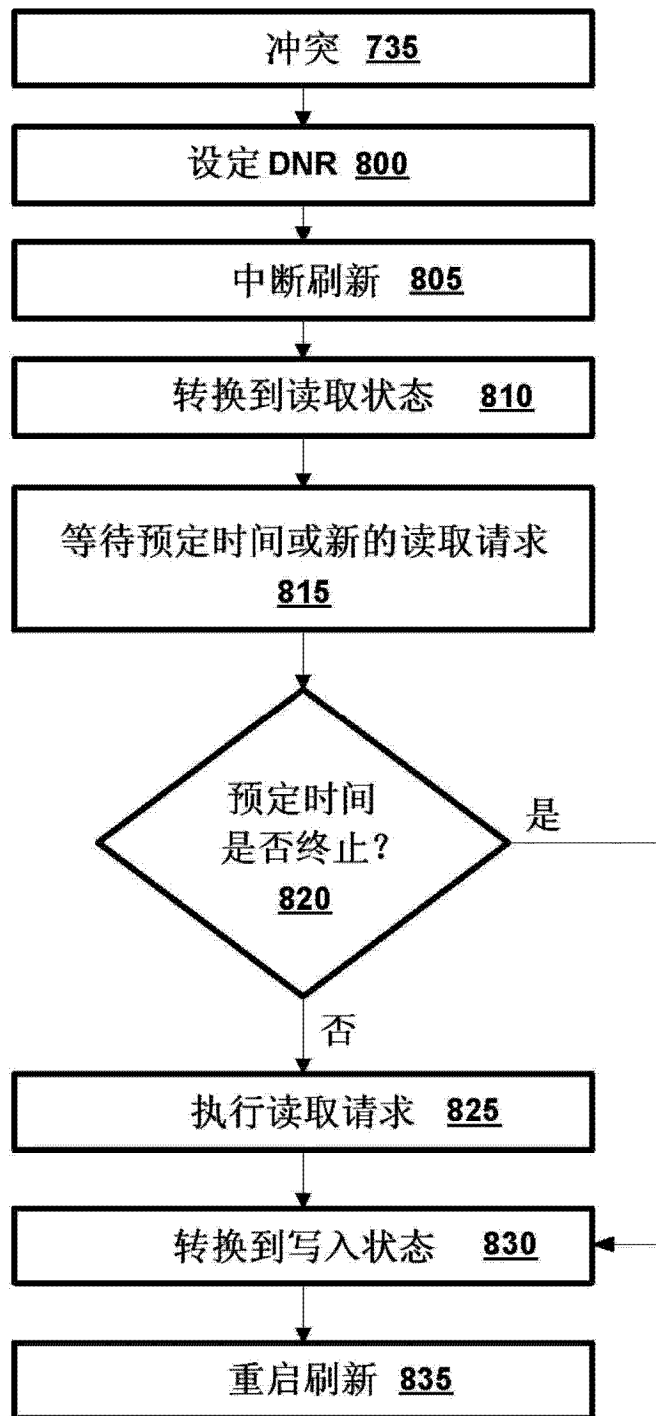 冲突 735
设定DNR 800
中断刷新 805
转换到读取状态 810
等待预定时间或新的读取请求
815
预定时间
是否终止?
820
是
否
执行读取请求 825
转换到写入状态 830
重启刷新 835